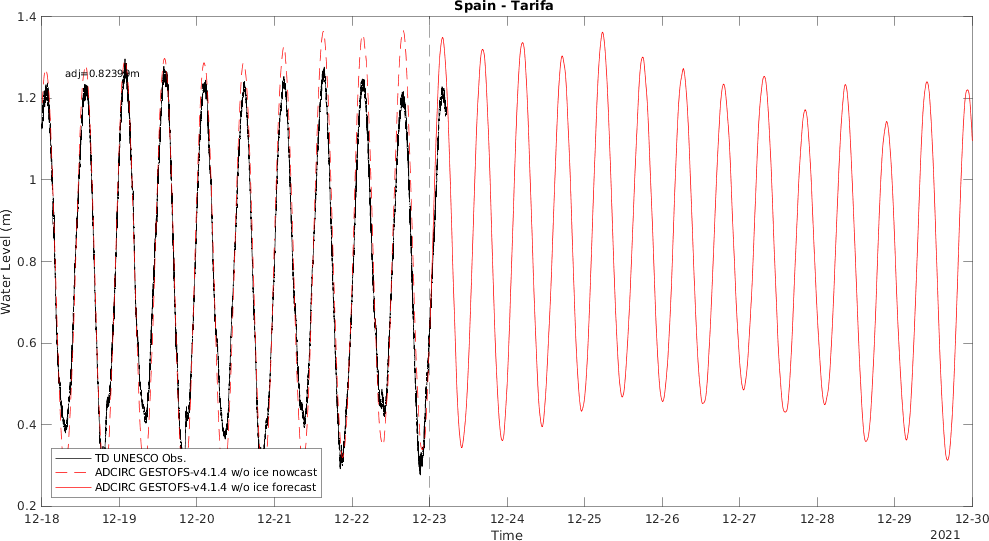 Spain - Tarifa
1.4
1.2
1
0.8
0.6
0.4
0.2
Water Level (m)
TD UNESCO Obs.
ADCIRC GESTOFS-v4.1.4 w/o ice nowcast
ADCIRC GESTOFS-v4.1.4 w/o ice forecast
12-18 12-19 12-20 12-21 12-22 12-23 12-24 12-25 12-26 12-27 12-28 12-29 12-30
Time
2021